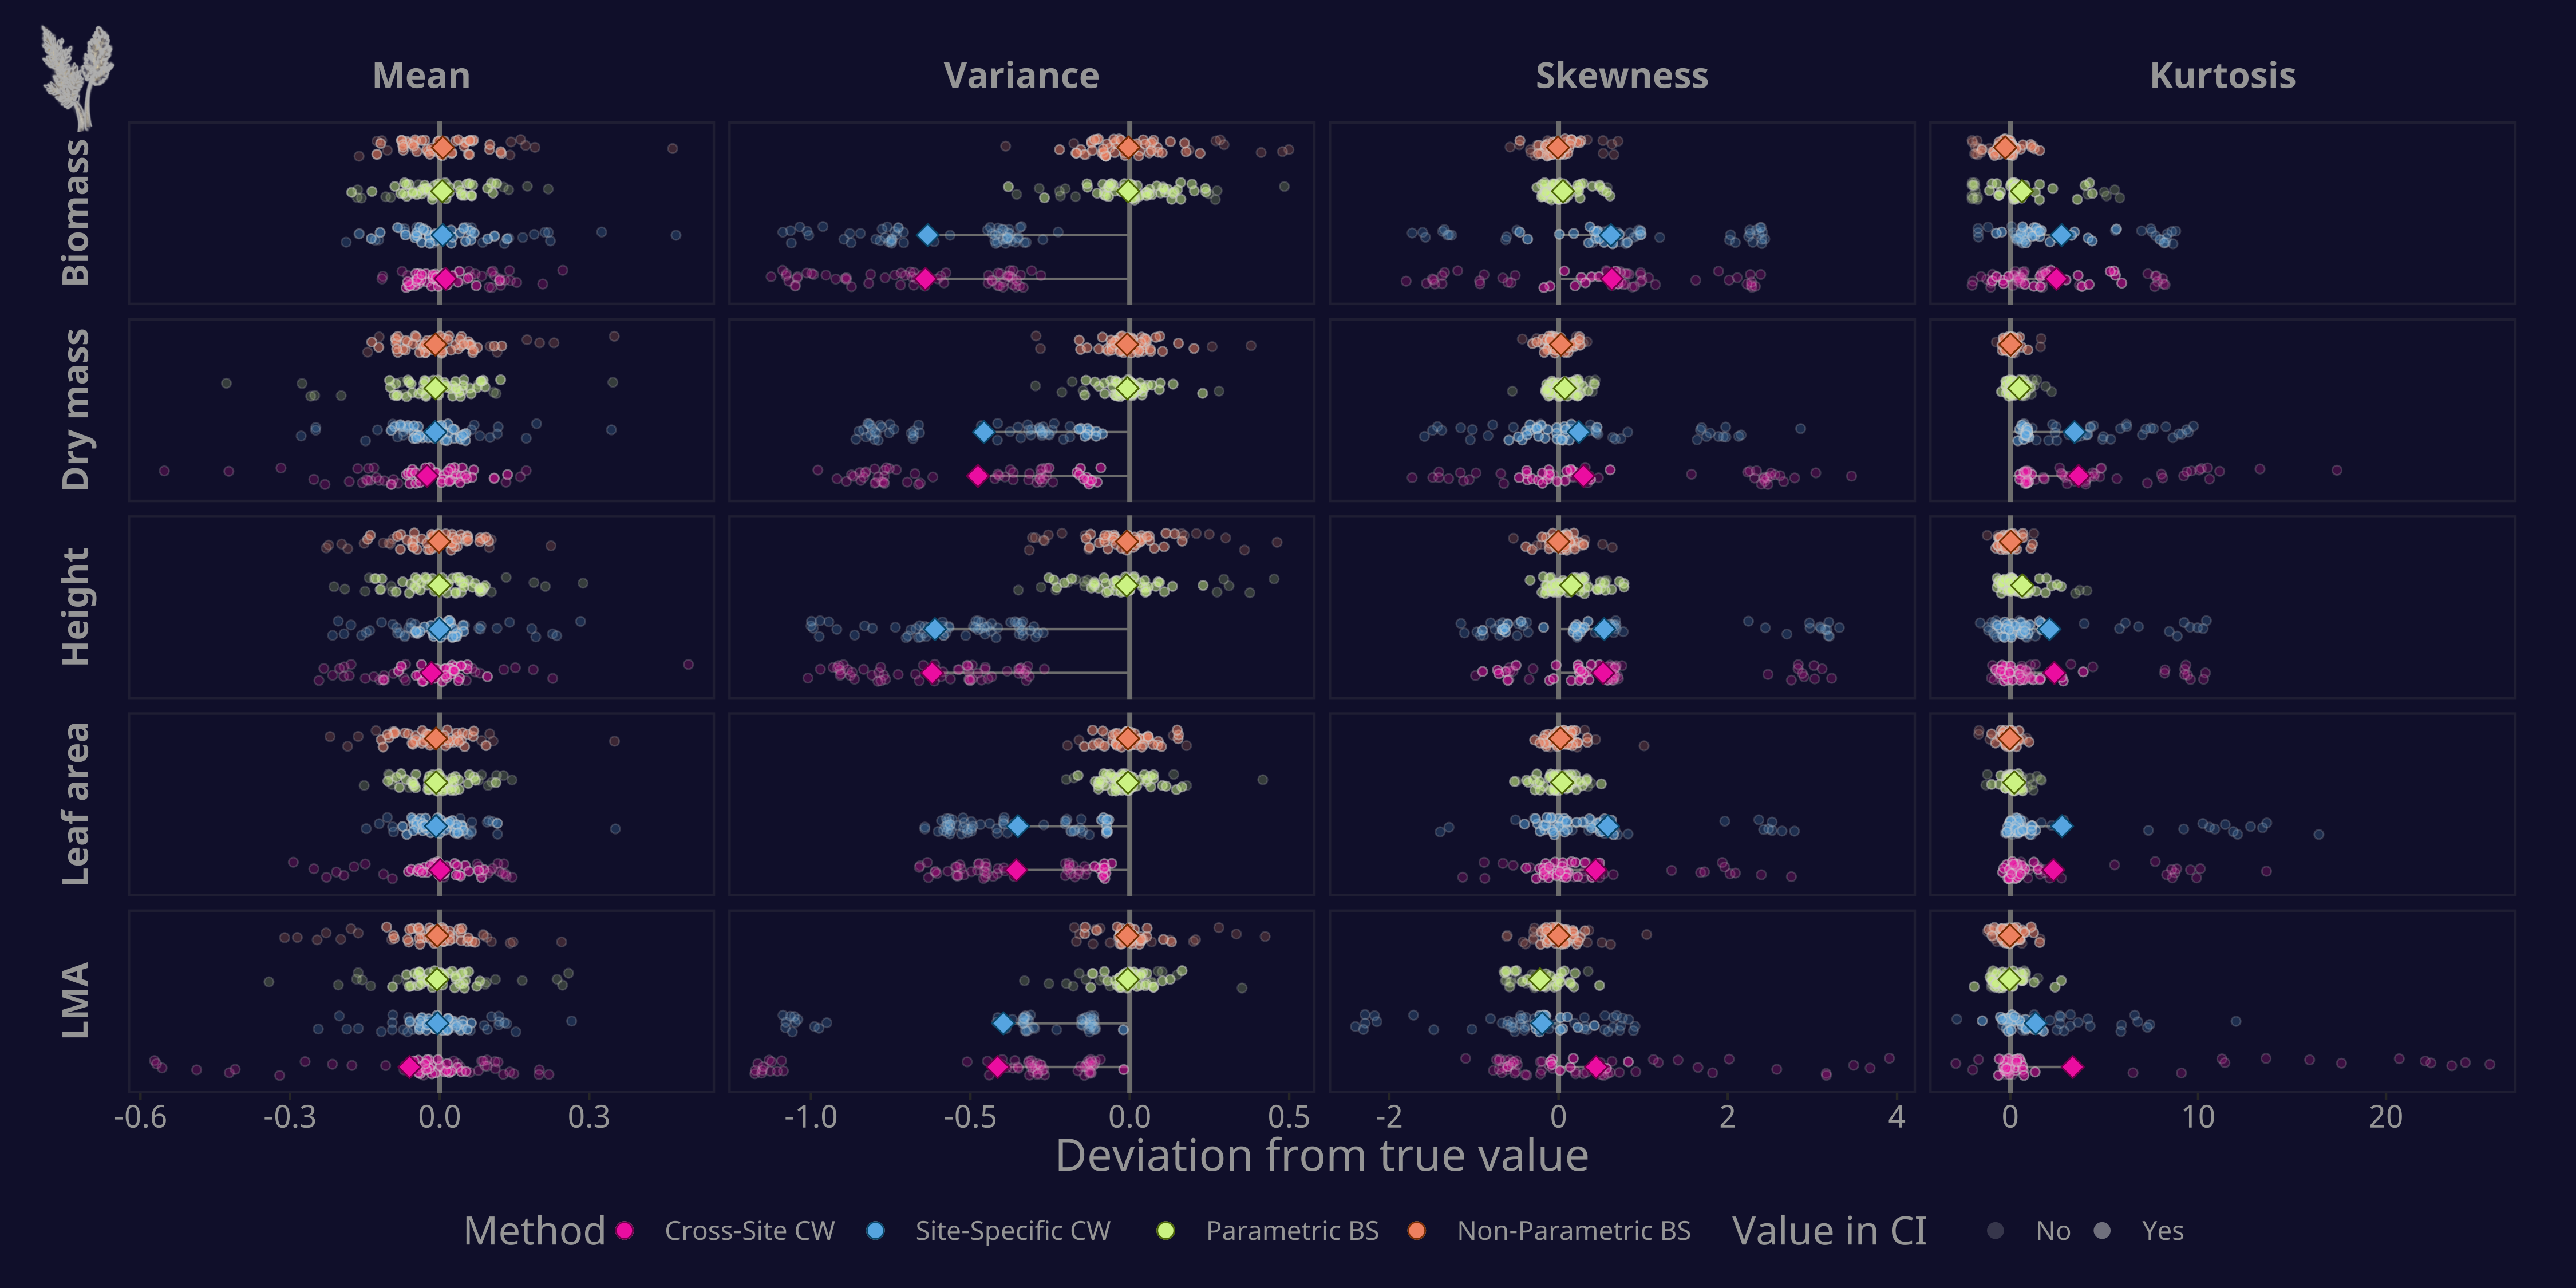 Mean Variance Skewness Kurtosis
Biomass
Dry mass
Height
Leaf area
LMA
-0.6 -0.3 0.0 0.3 -1.0 -0.5 0.0 0.5 -2 0 2 4 0 10 20
Deviation from true value
Method Cross-Site CW Site-Specific CW Parametric BS Non-Parametric BS Value in CI No Yes